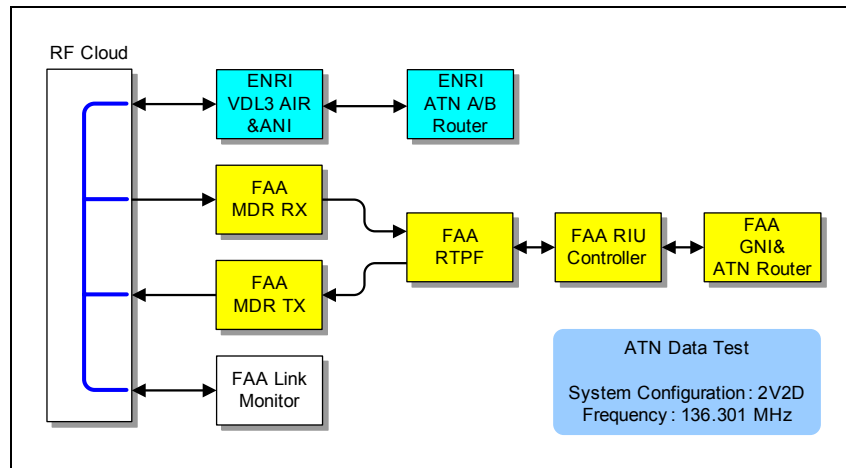 RF Cloud
ENRI
VDL3 AIR
&ANI
ENRI
ATN A/B
Router
FAA
MDR RX
FAA
RTPF
FAA RIU
Controller
FAA
GNI&
ATN Router
FAA
MDR TX
FAA Link
Monitor
ATN Data Test
System Configuration : 2V2D
Frequency : 136.301 MHz